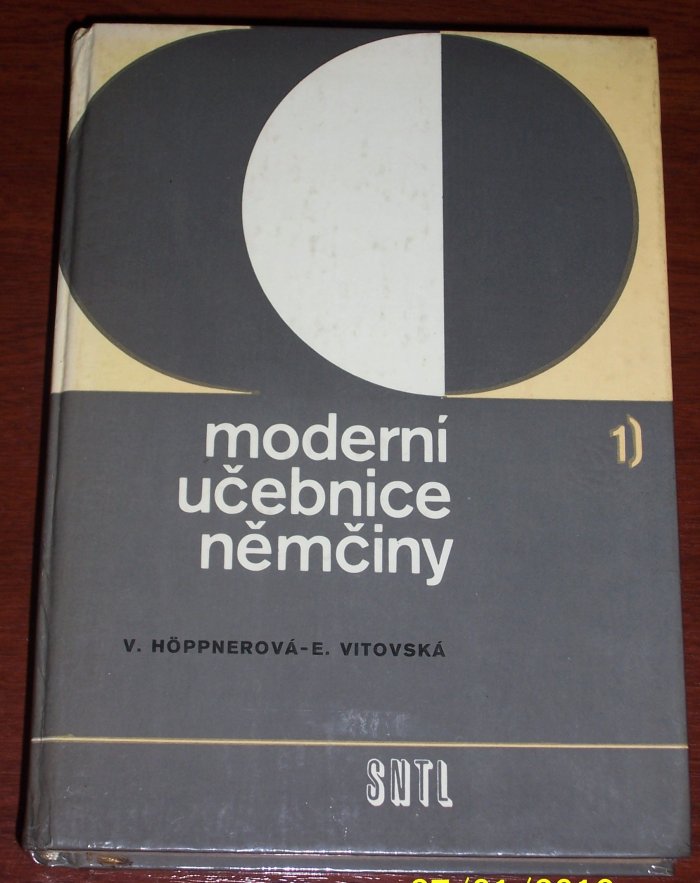 moderní
1)
učebnice
němčiny
V. HÖPPNEROVÁ-E. VITOVSKÁ
SNTL